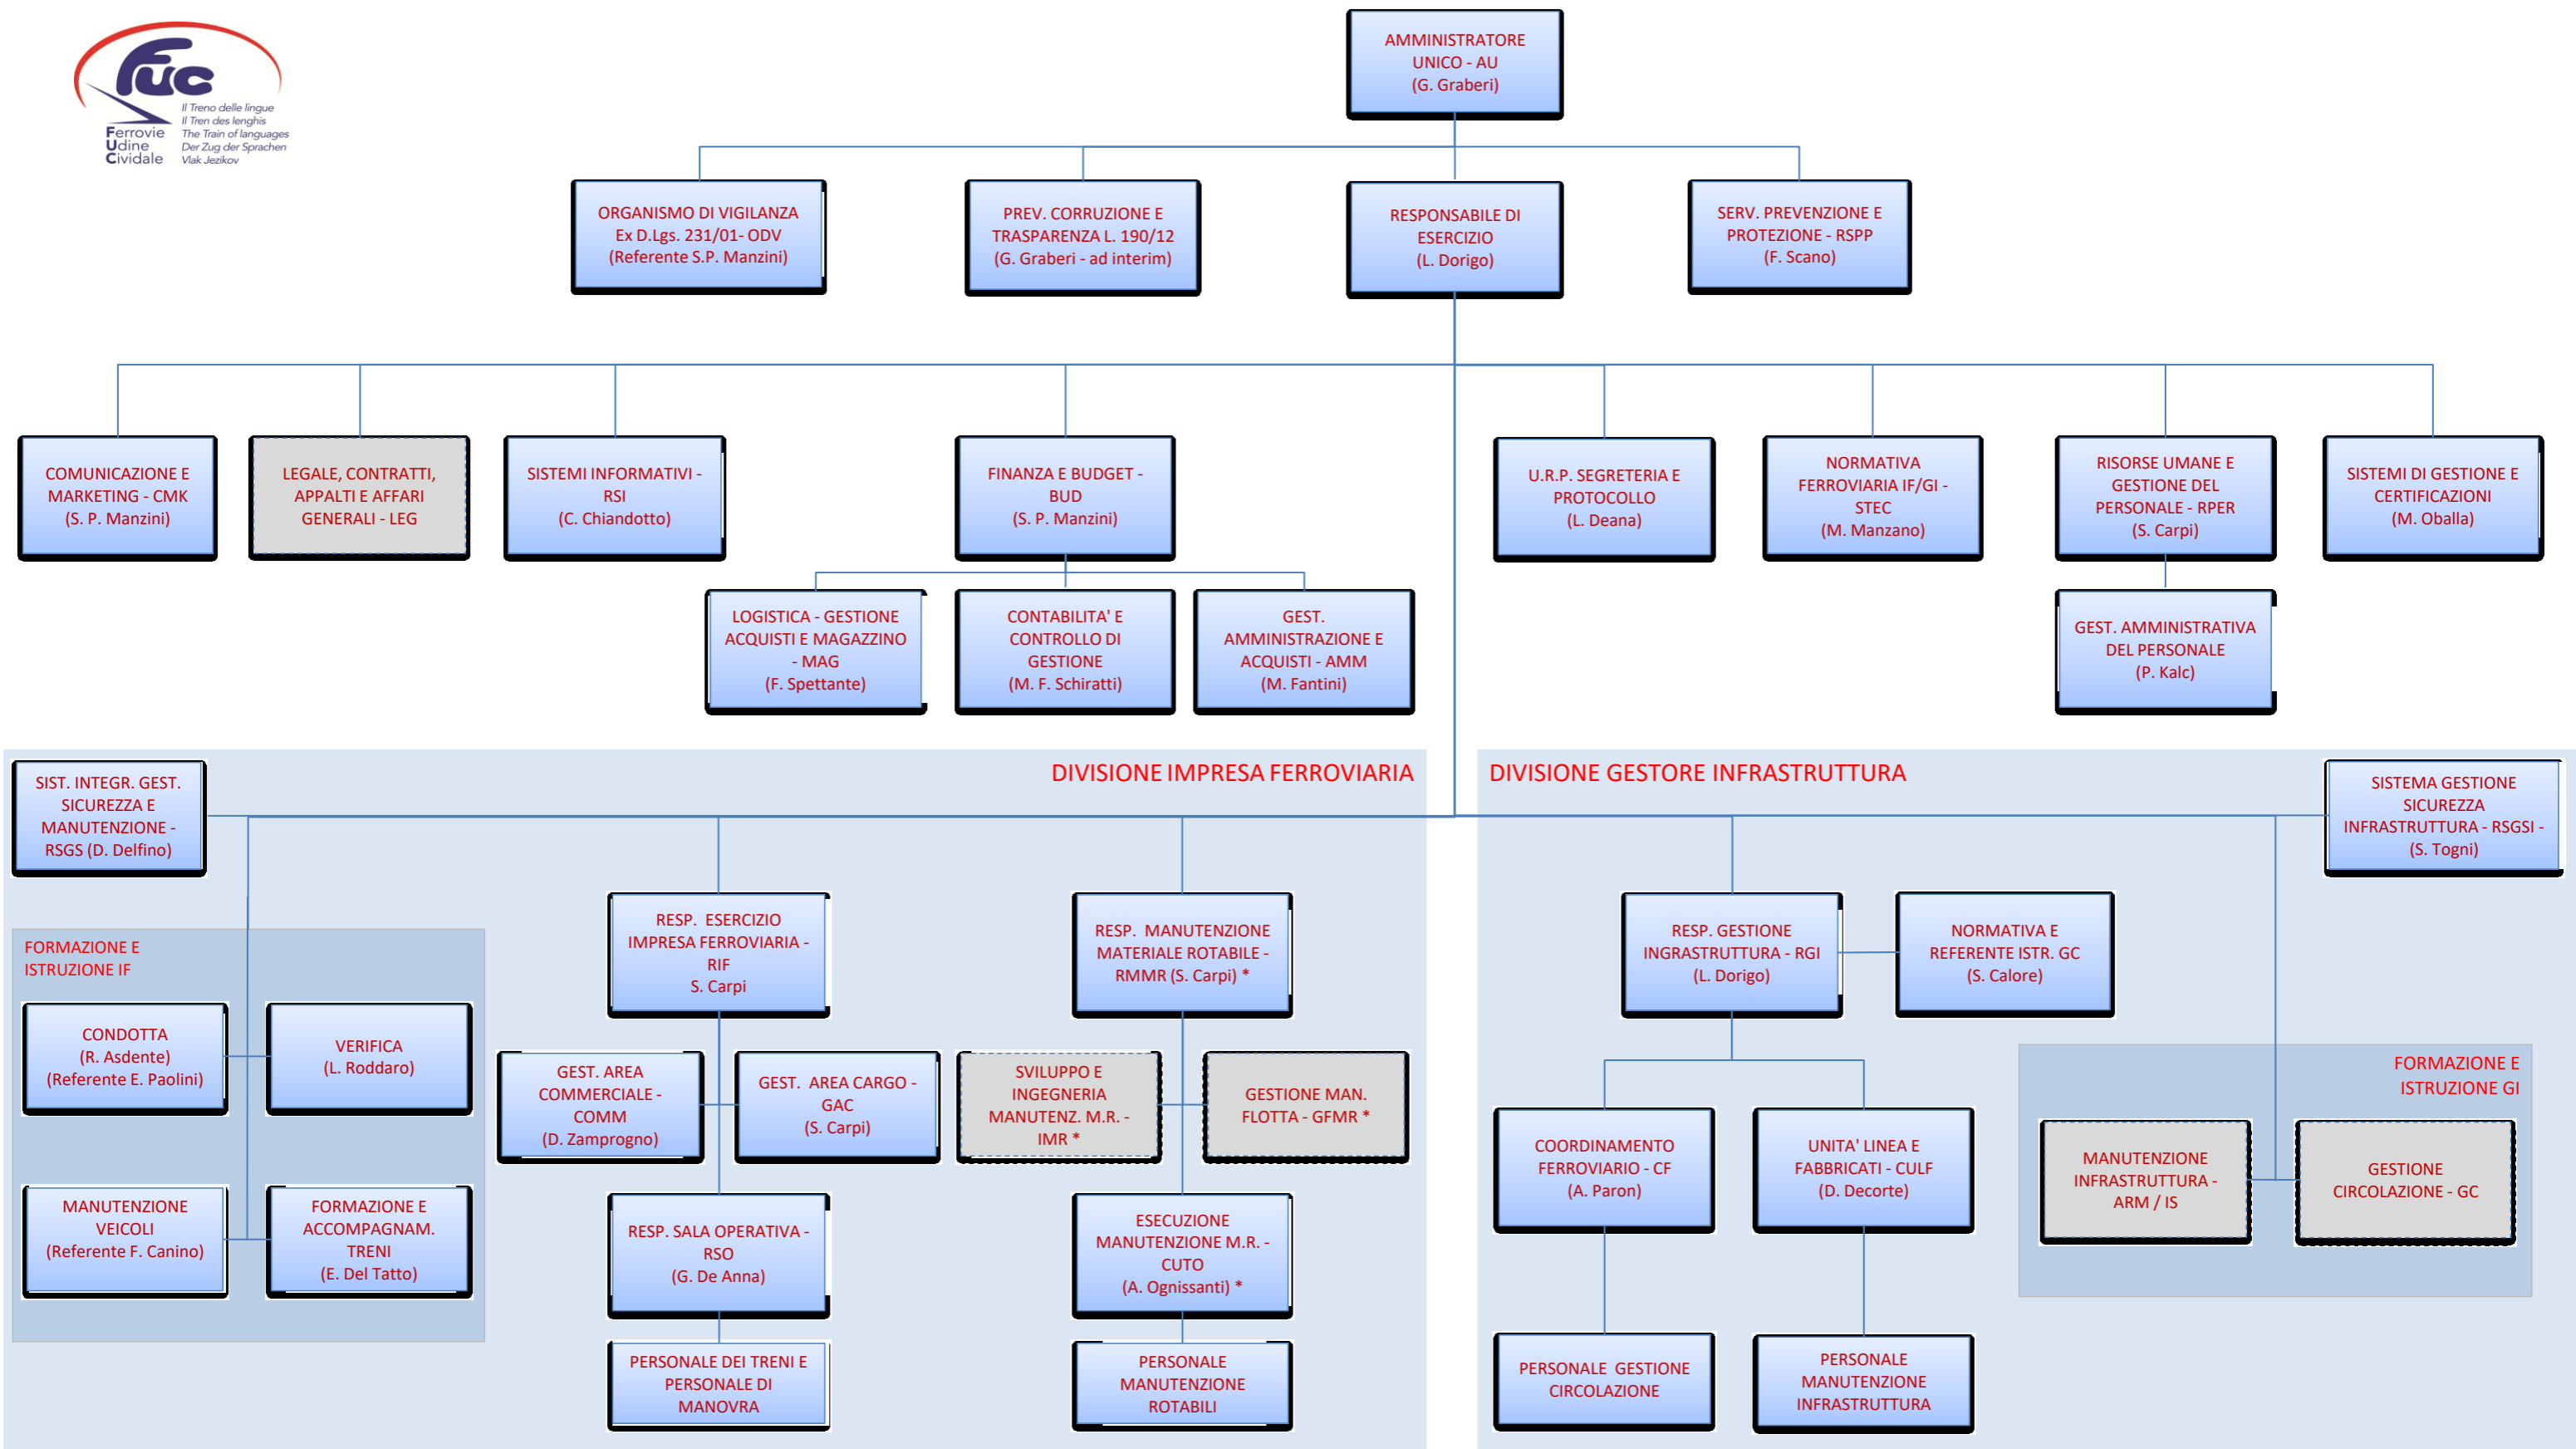 Fuc
Il Treno delle lingue
Il Tren des lenghis
The Train of languages
Der Zug der Sprachen
Vlak Jezikov
Ferrovie
Udine
Cividale
AMMINISTRATORE
UNICO - AU
(G. Graberi)
ORGANISMO DI VIGILANZA
Ex D.Lgs. 231/01- ODV
(Referente S.P. Manzini)
PREV. CORRUZIONE E
TRASPARENZA L. 190/12
(G. Graberi - ad interim)
RESPONSABILE DI
ESERCIZIO
(L. Dorigo)
SERV. PREVENZIONE E
PROTEZIONE - RSPP
(F. Scano)
COMUNICAZIONE E
MARKETING - CMK
(S. P. Manzini)
LEGALE, CONTRATTI,
APPALTI E AFFARI
GENERALI - LEG
SISTEMI INFORMATIVI -
RSI
(C. Chiandotto)
FINANZA E BUDGET -
BUD
(S. P. Manzini)
U.R.P. SEGRETERIA E
PROTOCOLLO
(L. Deana)
NORMATIVA
FERROVIARIA IF/GI -
STEC
(M. Manzano)
RISORSE UMANE E
GESTIONE DEL
PERSONALE - RPER
(S. Carpi)
SISTEMI DI GESTIONE E
CERTIFICAZIONI
(M. Oballa)
LOGISTICA - GESTIONE
ACQUISTI E MAGAZZINO
- MAG
(F. Spettante)
CONTABILITA' E
CONTROLLO DI
GESTIONE
(M. F. Schiratti)
GEST.
AMMINISTRAZIONE E
ACQUISTI - AMM
(M. Fantini)
GEST. AMMINISTRATIVA
DEL PERSONALE
(P. Kalc)
DIVISIONE IMPRESA FERROVIARIA
SIST. INTEGR. GEST.
SICUREZZA E
MANUTENZIONE -
RSGS (D. Delfino)
FORMAZIONE E
ISTRUZIONE IF
CONDOTTA
(R. Asdente)
(Referente E. Paolini)
VERIFICA
(L. Roddaro)
MANUTENZIONE
VEICOLI
(Referente F. Canino)
FORMAZIONE E
ACCOMPAGNAM.
TRENI
(E. Del Tatto)
RESP. ESERCIZIO
IMPRESA FERROVIARIA -
RIF
S. Carpi
GEST. AREA
COMMERCIALE -
COMM
(D. Zamprogno)
GEST. AREA CARGO -
GAC
(S. Carpi)
RESP. SALA OPERATIVA -
RSO
(G. De Anna)
PERSONALE DEI TRENI E
PERSONALE DI
MANOVRA
RESP. MANUTENZIONE
MATERIALE ROTABILE -
RMMR (S. Carpi) *
SVILUPPO E
INGEGNERIA
MANUTENZ. M.R. -
IMR *
GESTIONE MAN.
FLOTTA - GFMR *
ESECUZIONE
MANUTENZIONE M.R. -
CUTO
(A. Ognissanti) *
PERSONALE
MANUTENZIONE
ROTABILI
DIVISIONE GESTORE INFRASTRUTTURA
SISTEMA GESTIONE
SICUREZZA
INFRASTRUTTURA - RSGSI -
(S. Togni)
RESP. GESTIONE
INGRASTRUTTURA - RGI
(L. Dorigo)
NORMATIVA E
REFERENTE ISTR. GC
(S. Calore)
COORDINAMENTO
FERROVIARIO - CF
(A. Paron)
UNITA' LINEA E
FABBRICATI - CULF
(D. Decorte)
PERSONALE GESTIONE
CIRCOLAZIONE
PERSONALE
MANUTENZIONE
INFRASTRUTTURA
FORMAZIONE E
ISTRUZIONE GI
MANUTENZIONE
INFRASTRUTTURA -
ARM / IS
GESTIONE
CIRCOLAZIONE - GC